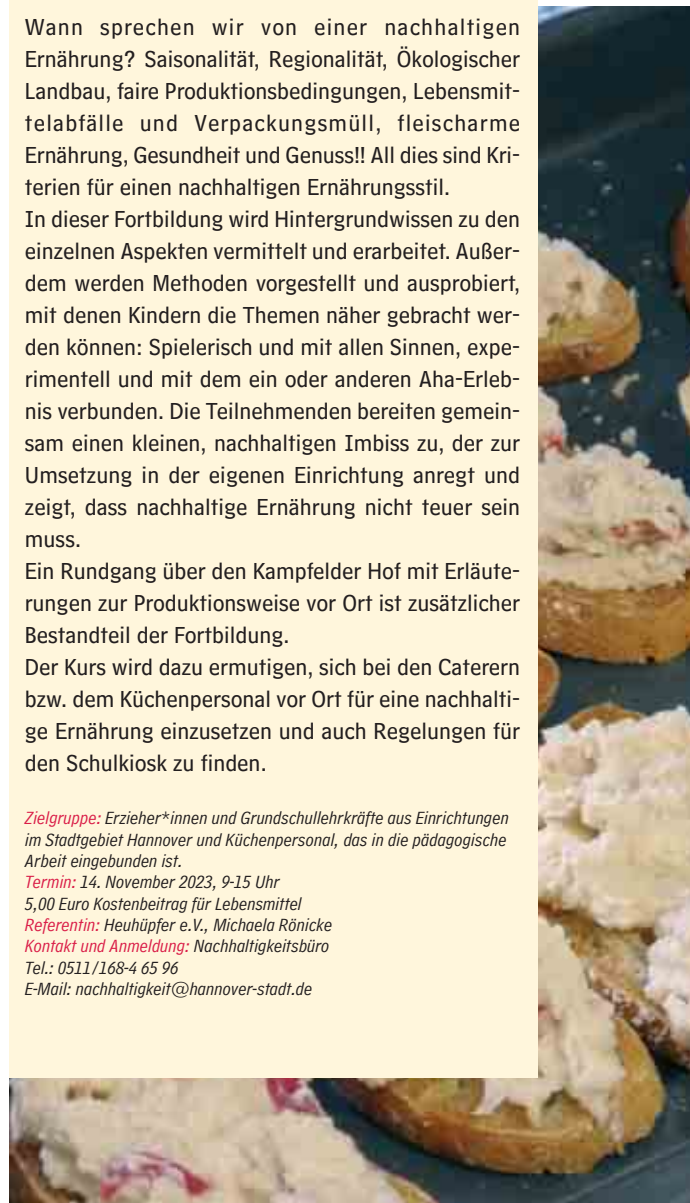 Wann sprechen wir von einer nachhaltigen
Ernährung? Saisonalität, Regionalität, Ökologischer
Landbau, faire Produktionsbedingungen, Lebensmit-
telabfälle und Verpackungsmüll, fleischarme
Ernährung, Gesundheit und Genuss!! All dies sind Kri-
terien für einen nachhaltigen Ernährungsstil.
In dieser Fortbildung wird Hintergrundwissen zu den
einzelnen Aspekten vermittelt und erarbeitet. Außer-
dem werden Methoden vorgestellt und ausprobiert,
mit denen Kindern die Themen näher gebracht wer-
den können: Spielerisch und mit allen Sinnen, expe-
rimentell und mit dem ein oder anderen Aha-Erleb-
nis verbunden. Die Teilnehmenden bereiten gemein-
sam einen kleinen, nachhaltigen Imbiss zu, der zur
Umsetzung in der eigenen Einrichtung anregt und
zeigt, dass nachhaltige Ernährung nicht teuer sein
muss.
Ein Rundgang über den Kampfelder Hof mit Erläute-
rungen zur Produktionsweise vor Ort ist zusätzlicher
Bestandteil der Fortbildung.
Der Kurs wird dazu ermutigen, sich bei den Caterern
bzw. dem Küchenpersonal vor Ort für eine nachhalti-
ge Ernährung einzusetzen und auch Regelungen für
den Schulkiosk zu finden.
Zielgruppe: Erzieher*innen und Grundschullehrkräfte aus Einrichtungen
im Stadtgebiet Hannover und Küchenpersonal, das in die pädagogische
Arbeit eingebunden ist.
Termin: 14. November 2023, 9-15 Uhr
5,00 Euro Kostenbeitrag für Lebensmittel
Referentin: Heuhüpfer e.V., Michaela Rönicke
Kontakt und Anmeldung: Nachhaltigkeitsbüro
Tel.: 0511/168-4 65 96
E-Mail: nachhaltigkeit@hannover-stadt.de